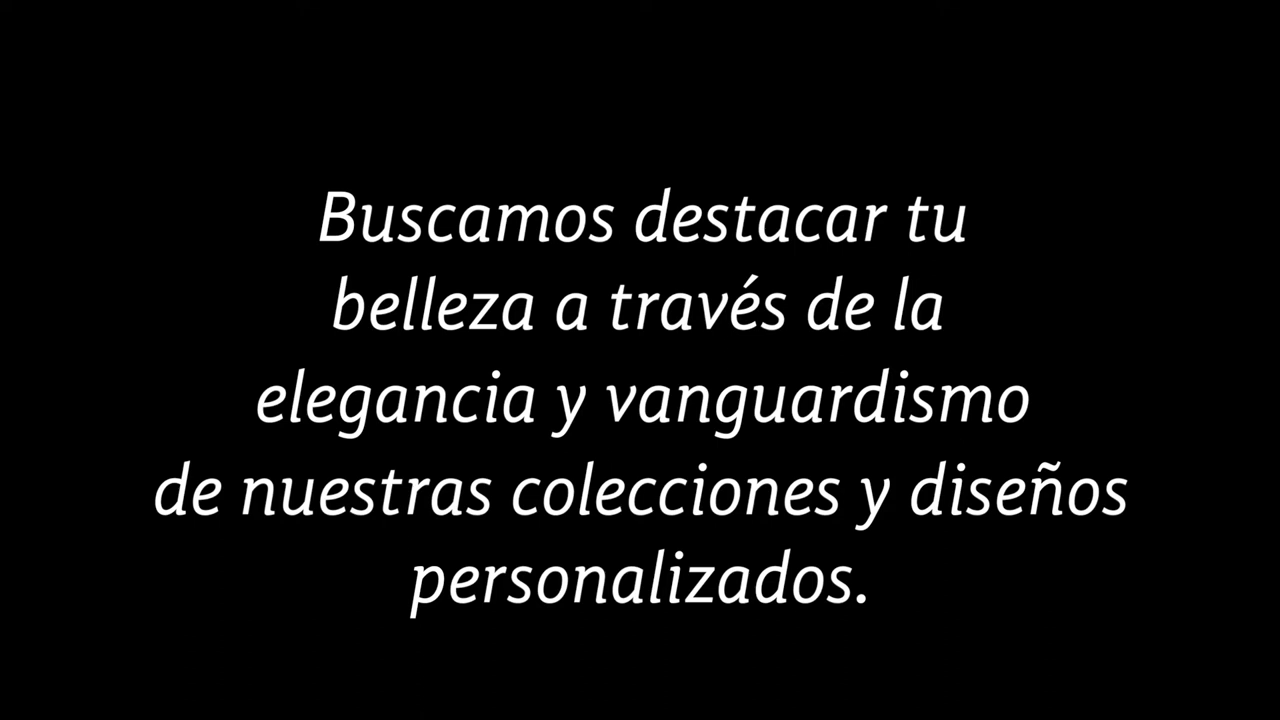 Buscamos destacar tu
belleza a través de la
elegancia y vanguardismo
de nuestras colecciones y diseños
personalizados.